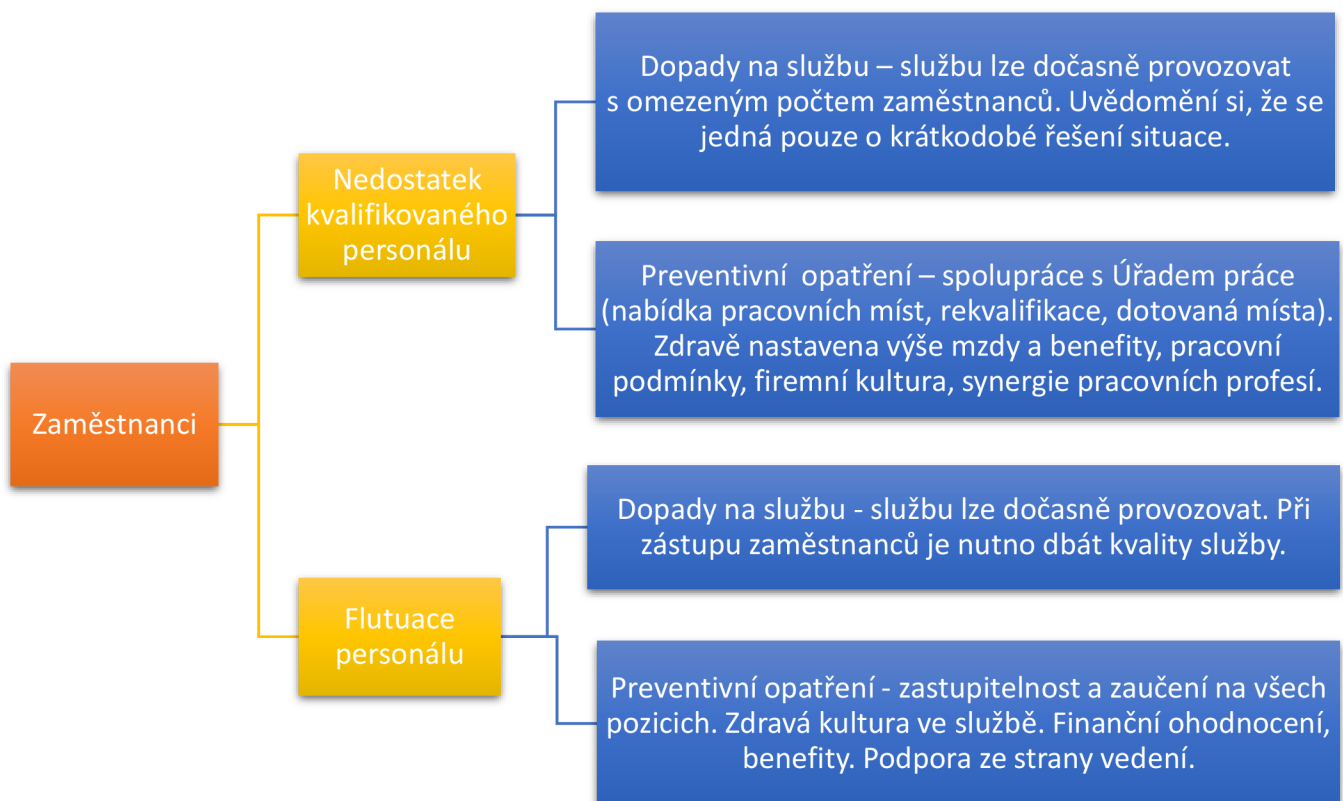 Zaměstnanci
Nedostatek
kvalifikovaného
personálu
Dopady na službu – službu lze dočasně provozovat
s omezeným počtem zaměstnanců. Uvědomění si, že se
jedná pouze o krátkodobé řešení situace.
Preventivní  opatření – spolupráce s Úřadem práce
(nabídka pracovních míst, rekvalifikace, dotovaná místa).
Zdravě nastavena výše mzdy a benefity, pracovní
podmínky, firemní kultura, synergie pracovních profesí.
Flutuace
personálu
Dopady na službu - službu lze dočasně provozovat. Při
zástupu zaměstnanců je nutno dbát kvality služby.
Preventivní opatření - zastupitelnost a zaučení na všech
pozicich. Zdravá kultura ve službě. Finanční ohodnocení,
benefity. Podpora ze strany vedení.